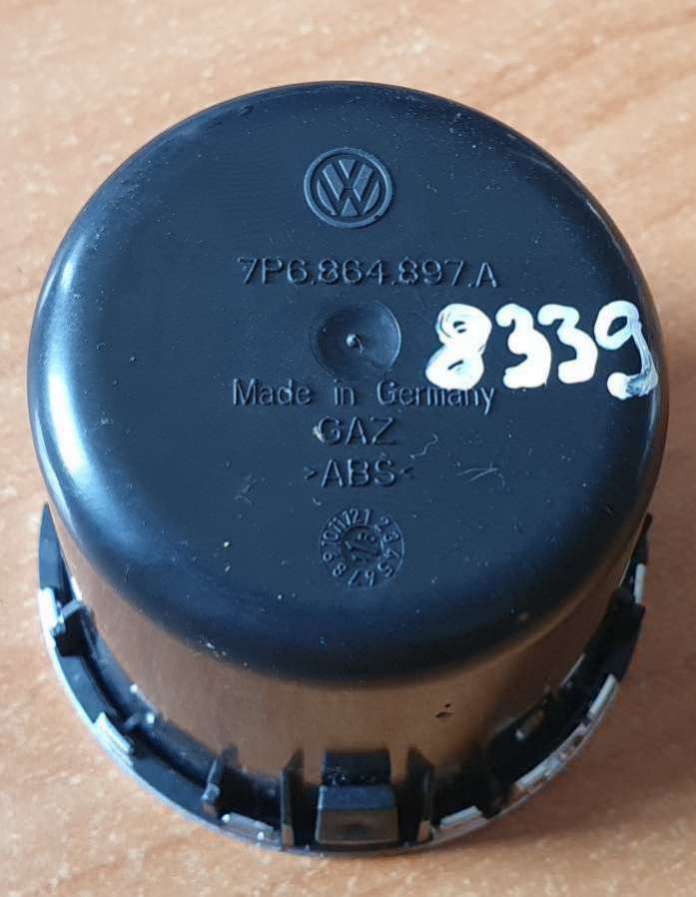 7P6.864.897.A
8339
Made in Germany
GAZ
>ABS<